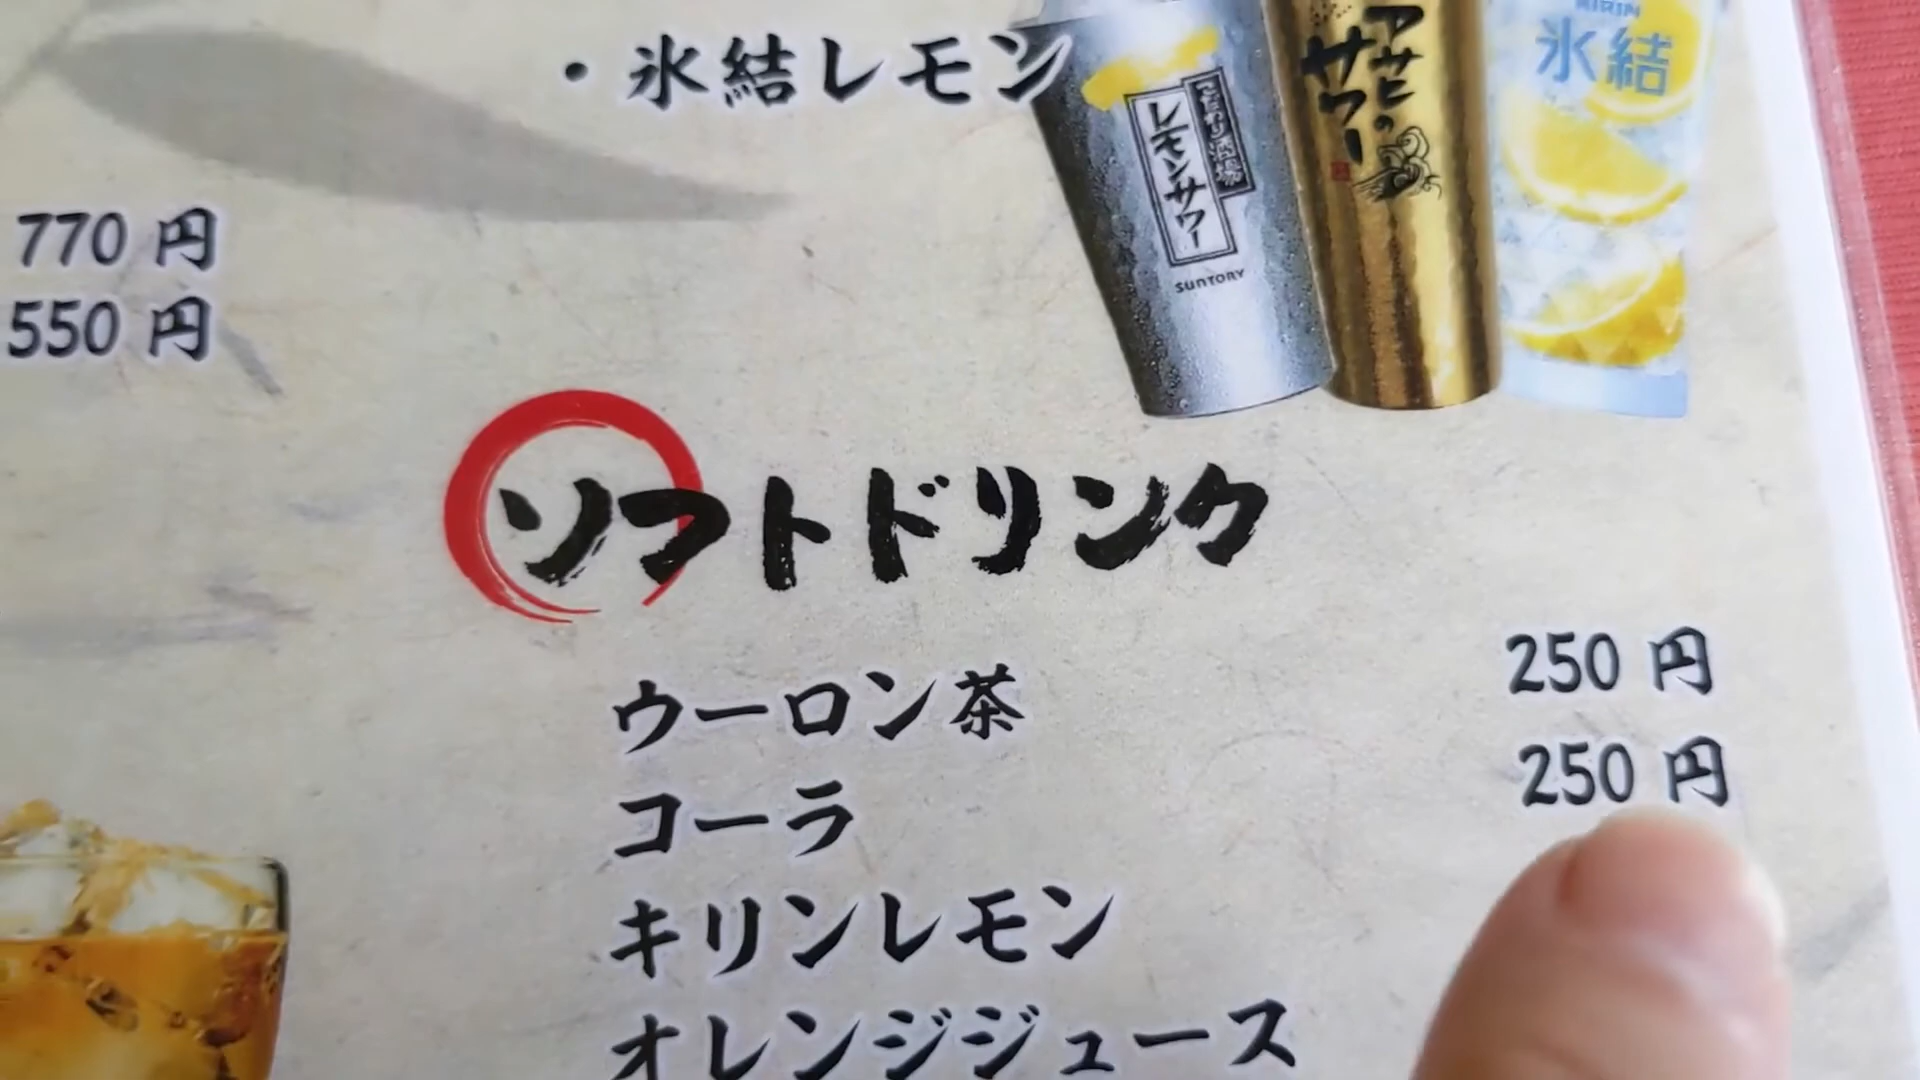 ・氷結レモン
こだわり酒場
レモンサワー
SUNTORY
アサヒの
サワー
KIRIN
氷結
770 円
550 円
ソフトドリンク
ウーロン茶 250 円
コーラ 250 円
キリンレモン
オレンジジュース